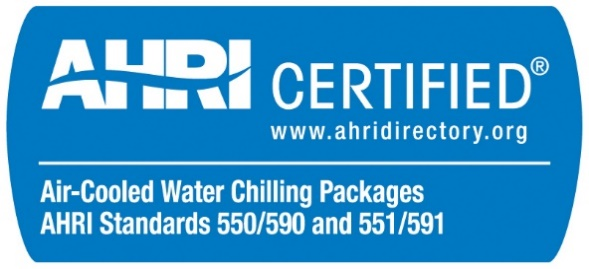 AHRI CERTIFIED®
www.ahridirectory.org
Air-Cooled Water Chilling Packages
AHRI Standards 550/590 and 551/591